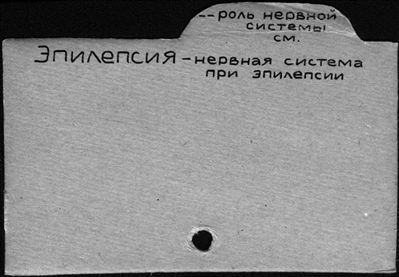 --роль нервной
системы
см.
Эпилепсия - нервная система
при эпилепсии